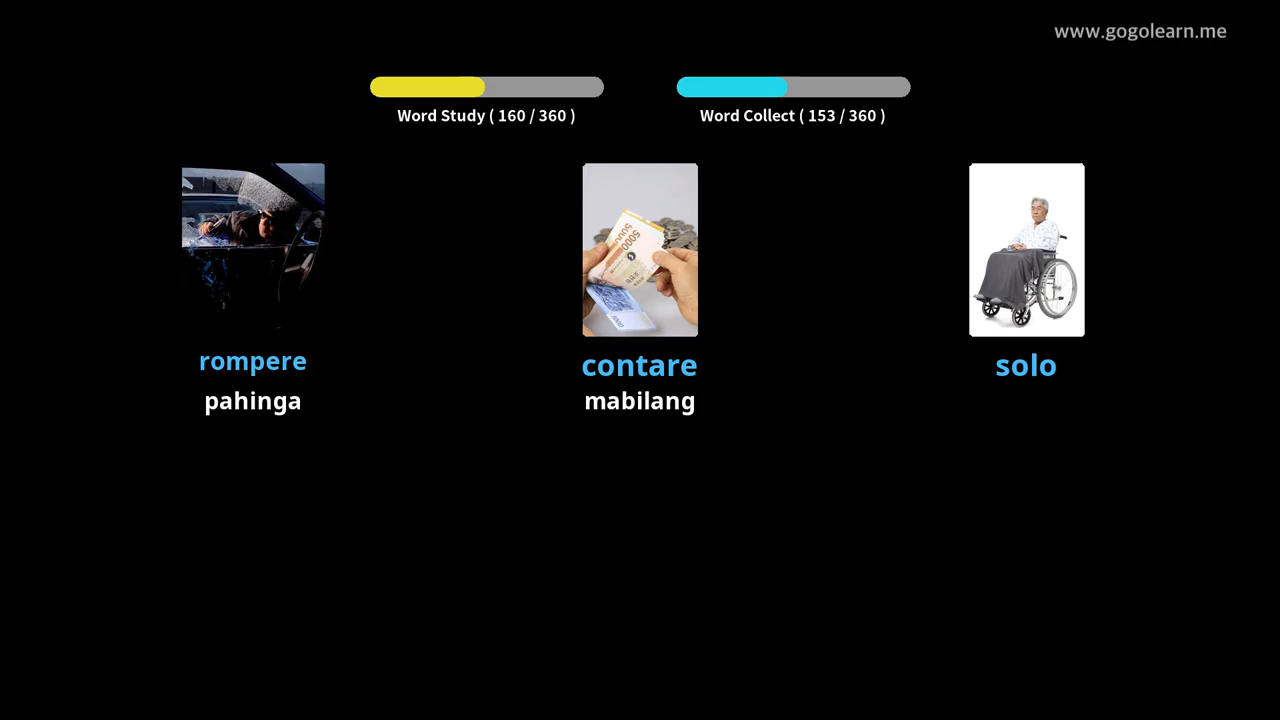 www.gogolearn.me
Word Study ( 160 / 360 )
Word Collect ( 153 / 360 )
rompere
pahinga
contare
mabilang
solo